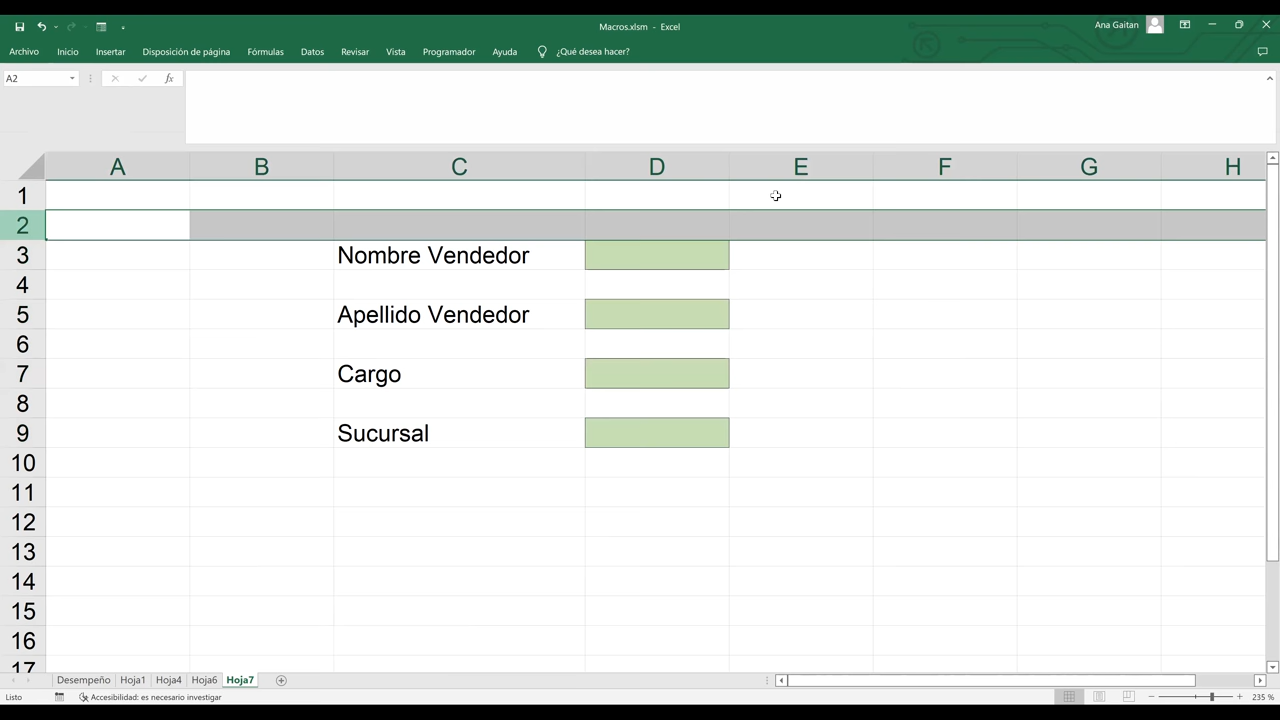 Macros.xlsm - Excel
Ana Gaitan
Archivo Inicio Insertar Disposición de página Fórmulas Datos Revisar Vista Programador Ayuda ¿Qué desea hacer?
A2 fx
A B C D E F G H
1
2
3 Nombre Vendedor
4
5 Apellido Vendedor
6
7 Cargo
8
9 Sucursal
10
11
12
13
14
15
16
17
Desempeño Hoja1 Hoja4 Hoja6 Hoja7
Listo Accesibilidad: es necesario investigar 235 %